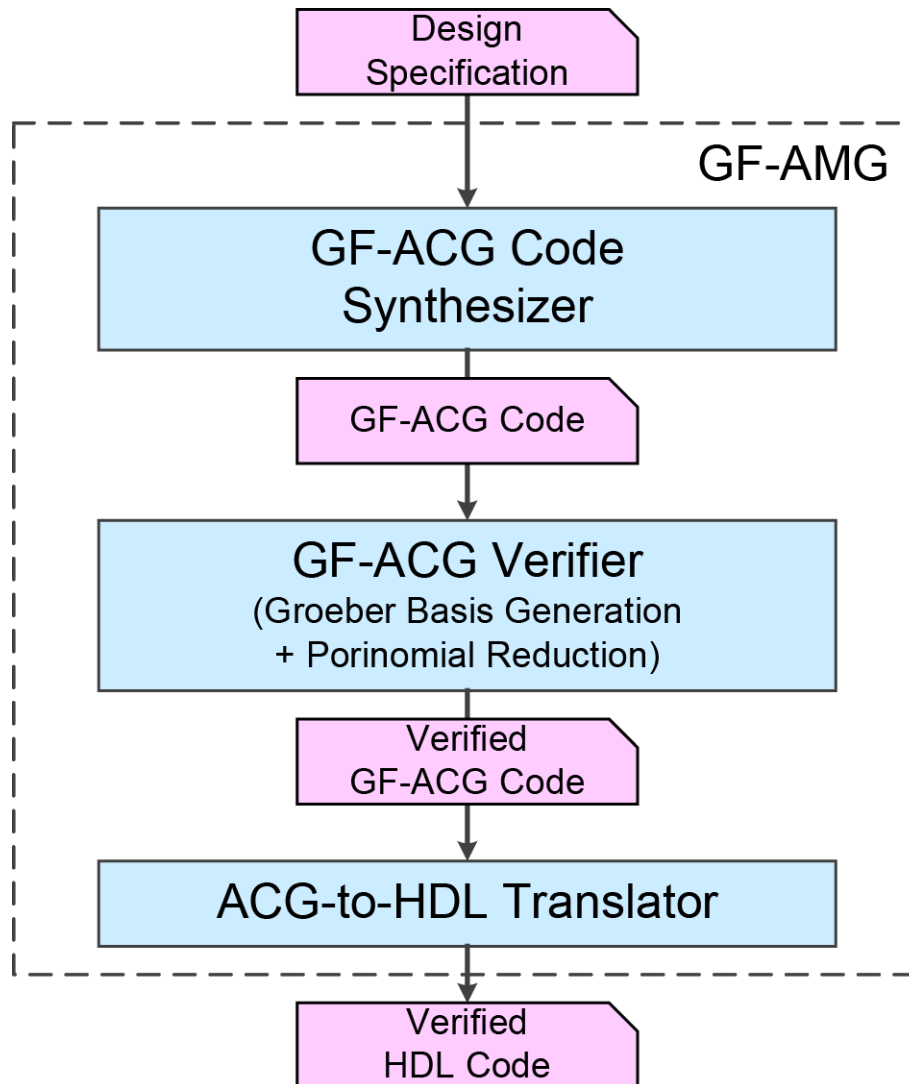 Design
Specification
GF-AMG
GF-ACG Code
Synthesizer
GF-ACG Code
GF-ACG Verifier
(Groeber Basis Generation
+ Porinomial Reduction)
Verified
GF-ACG Code
ACG-to-HDL Translator
Verified
HDL Code